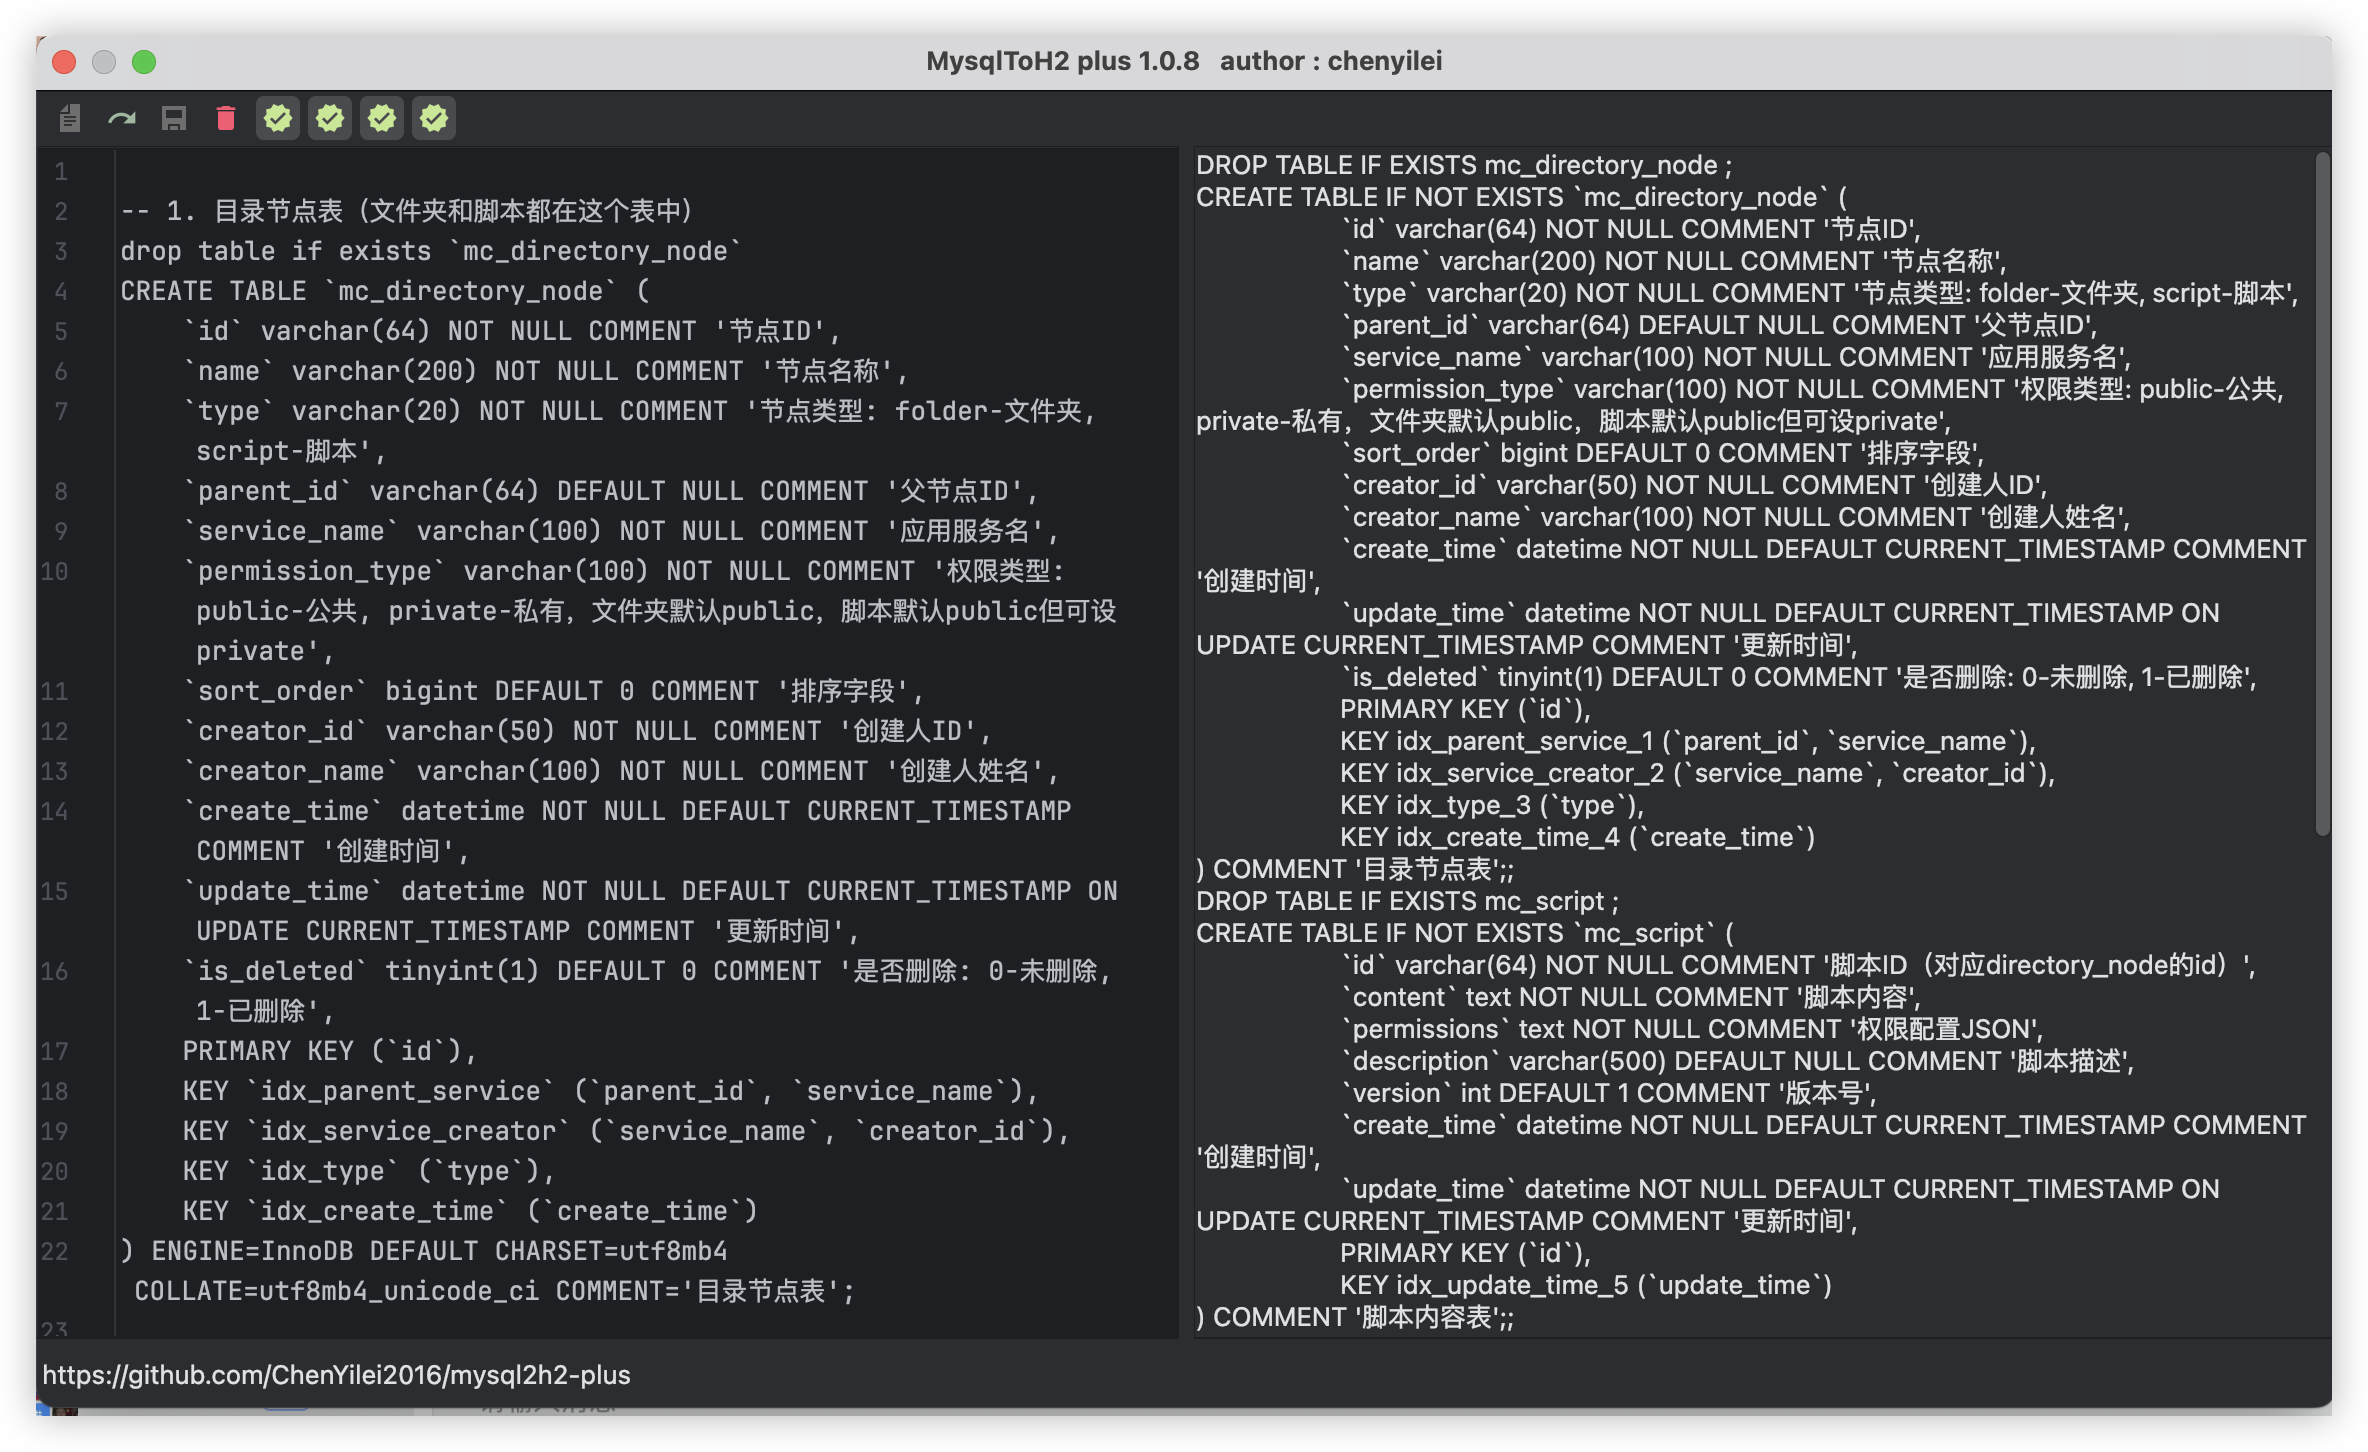 MysqlToH2 plus 1.0.8 author : chenyilei
1
2 -- 1. 目录节点表（文件夹和脚本都在这个表中）
3 drop table if exists `mc_directory_node`
4 CREATE TABLE `mc_directory_node` (
5 `id` varchar(64) NOT NULL COMMENT '节点ID',
6 `name` varchar(200) NOT NULL COMMENT '节点名称',
7 `type` varchar(20) NOT NULL COMMENT '节点类型: folder-文件夹,
script-脚本',
8 `parent_id` varchar(64) DEFAULT NULL COMMENT '父节点ID',
9 `service_name` varchar(100) NOT NULL COMMENT '应用服务名',
10 `permission_type` varchar(100) NOT NULL COMMENT '权限类型:
public-公共, private-私有，文件夹默认public，脚本默认public但可设
private',
11 `sort_order` bigint DEFAULT 0 COMMENT '排序字段',
12 `creator_id` varchar(50) NOT NULL COMMENT '创建人ID',
13 `creator_name` varchar(100) NOT NULL COMMENT '创建人姓名',
14 `create_time` datetime NOT NULL DEFAULT CURRENT_TIMESTAMP
COMMENT '创建时间',
15 `update_time` datetime NOT NULL DEFAULT CURRENT_TIMESTAMP ON
UPDATE CURRENT_TIMESTAMP COMMENT '更新时间',
16 `is_deleted` tinyint(1) DEFAULT 0 COMMENT '是否删除: 0-未删除,
1-已删除',
17 PRIMARY KEY (`id`),
18 KEY `idx_parent_service` (`parent_id`, `service_name`),
19 KEY `idx_service_creator` (`service_name`, `creator_id`),
20 KEY `idx_type` (`type`),
21 KEY `idx_create_time` (`create_time`)
22 ) ENGINE=InnoDB DEFAULT CHARSET=utf8mb4
COLLATE=utf8mb4_unicode_ci COMMENT='目录节点表';
23
DROP TABLE IF EXISTS mc_directory_node ;
CREATE TABLE IF NOT EXISTS `mc_directory_node` (
`id` varchar(64) NOT NULL COMMENT '节点ID',
`name` varchar(200) NOT NULL COMMENT '节点名称',
`type` varchar(20) NOT NULL COMMENT '节点类型: folder-文件夹, script-脚本',
`parent_id` varchar(64) DEFAULT NULL COMMENT '父节点ID',
`service_name` varchar(100) NOT NULL COMMENT '应用服务名',
`permission_type` varchar(100) NOT NULL COMMENT '权限类型: public-公共,
private-私有，文件夹默认public，脚本默认public但可设private',
`sort_order` bigint DEFAULT 0 COMMENT '排序字段',
`creator_id` varchar(50) NOT NULL COMMENT '创建人ID',
`creator_name` varchar(100) NOT NULL COMMENT '创建人姓名',
`create_time` datetime NOT NULL DEFAULT CURRENT_TIMESTAMP COMMENT
'创建时间',
`update_time` datetime NOT NULL DEFAULT CURRENT_TIMESTAMP ON
UPDATE CURRENT_TIMESTAMP COMMENT '更新时间',
`is_deleted` tinyint(1) DEFAULT 0 COMMENT '是否删除: 0-未删除, 1-已删除',
PRIMARY KEY (`id`),
KEY idx_parent_service_1 (`parent_id`, `service_name`),
KEY idx_service_creator_2 (`service_name`, `creator_id`),
KEY idx_type_3 (`type`),
KEY idx_create_time_4 (`create_time`)
) COMMENT '目录节点表';;
DROP TABLE IF EXISTS mc_script ;
CREATE TABLE IF NOT EXISTS `mc_script` (
`id` varchar(64) NOT NULL COMMENT '脚本ID（对应directory_node的id）',
`content` text NOT NULL COMMENT '脚本内容',
`permissions` text NOT NULL COMMENT '权限配置JSON',
`description` varchar(500) DEFAULT NULL COMMENT '脚本描述',
`version` int DEFAULT 1 COMMENT '版本号',
`create_time` datetime NOT NULL DEFAULT CURRENT_TIMESTAMP COMMENT
'创建时间',
`update_time` datetime NOT NULL DEFAULT CURRENT_TIMESTAMP ON
UPDATE CURRENT_TIMESTAMP COMMENT '更新时间',
PRIMARY KEY (`id`),
KEY idx_update_time_5 (`update_time`)
) COMMENT '脚本内容表';;
https://github.com/ChenYilei2016/mysql2h2-plus